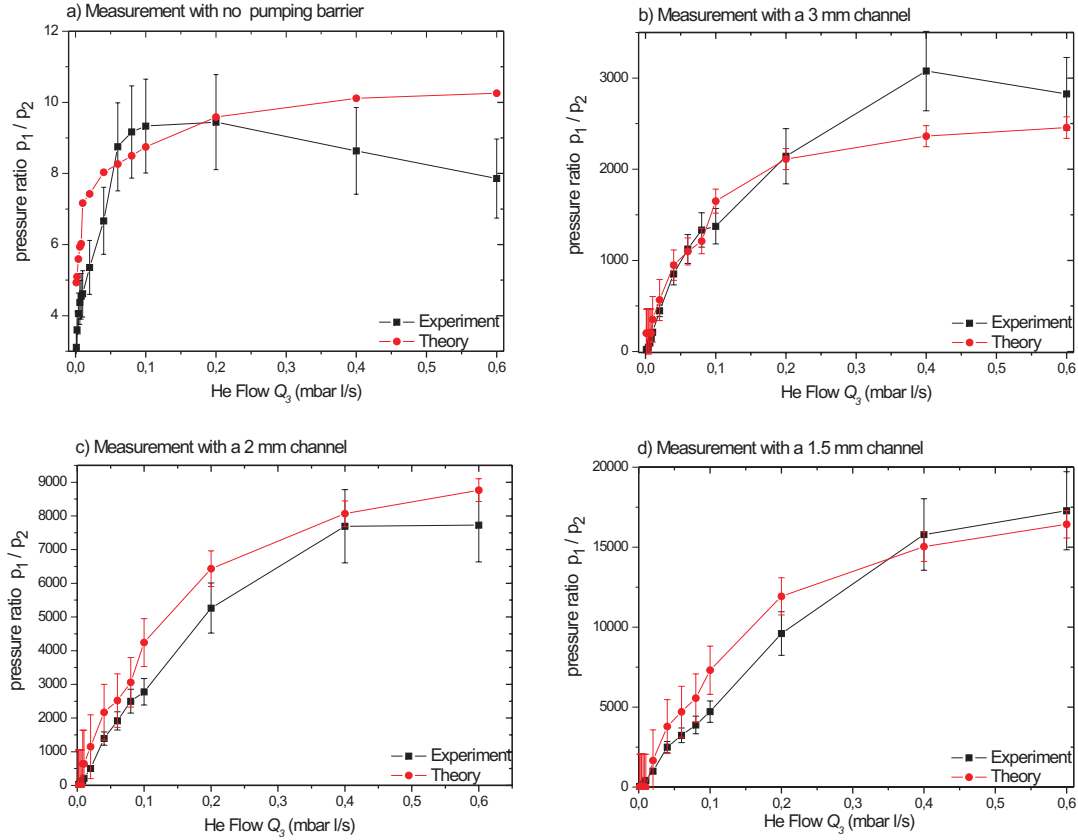 a) Measurement with no pumping barrier
12
10
8
6
4
pressure ratio p1 / p2
0,0 0,1 0,2 0,3 0,4 0,5 0,6
He Flow Q3 (mbar l/s)
Experiment
Theory
b) Measurement with a 3 mm channel
3000
2000
1000
0
pressure ratio p1 / p2
0,0 0,1 0,2 0,3 0,4 0,5 0,6
He Flow Q3 (mbar l/s)
Experiment
Theory
c) Measurement with a 2 mm channel
9000
8000
7000
6000
5000
4000
3000
2000
1000
0
pressure ratio p1 / p2
0,0 0,1 0,2 0,3 0,4 0,5 0,6
He Flow Q3 (mbar l/s)
Experiment
Theory
d) Measurement with a 1.5 mm channel
20000
15000
10000
5000
0
pressure ratio p1 / p2
0,0 0,1 0,2 0,3 0,4 0,5 0,6
He Flow Q3 (mbar l/s)
Experiment
Theory